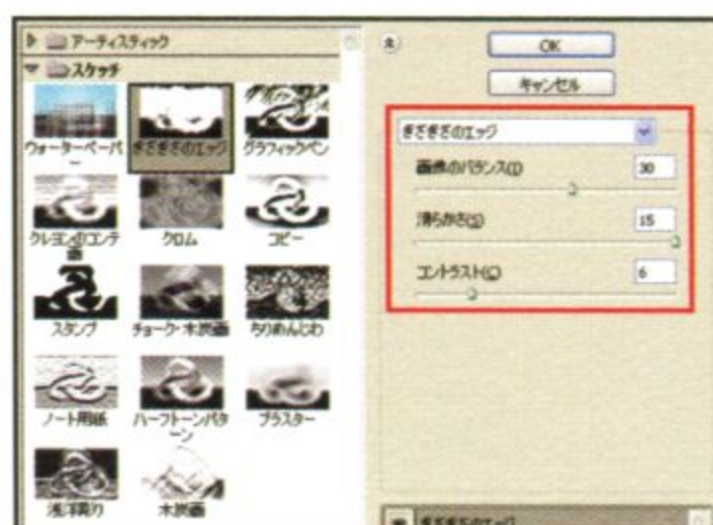 アーティスティック
スケッチ
ウォーターペーパ
ー
ぎざぎざのエッジ
グラフィックペン
クレヨンのコンテ
画
クロム
コピー
スタンプ
チョーク・木炭画
ちりめんじわ
ノート用紙
ハーフトーンパタ
ーン
プラスター
浅浮彫り
木炭画
OK
キャンセル
ぎざぎざのエッジ
画像のバランス(I) 30
滑らかさ(S) 15
コントラスト(C) 6
ぎざぎざのエッジ